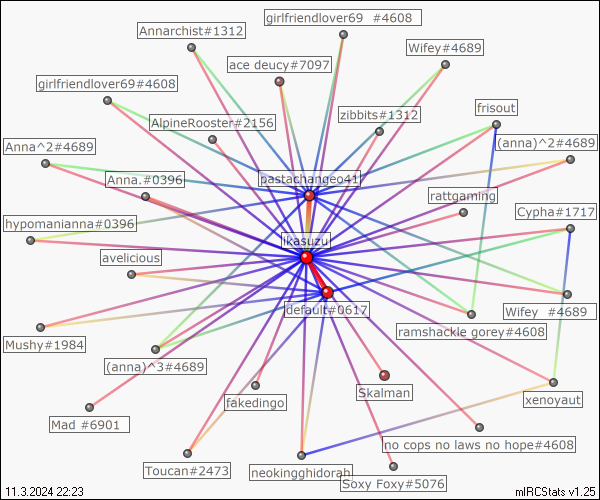 girlfriendlover69  #4608
Annarchist#1312
Wifey#4689
ace deucy#7097
girlfriendlover69#4608
zibbits#1312
frisout
AlpineRooster#2156
Anna^2#4689
(anna)^2#4689
Anna.#0396
pastachangeo41
rattgaming
Cypha#1717
hypomanianna#0396
ikasuzu
avelicious
Wifey  #4689
default#0617
ramshackle gorey#4608
Mushy#1984
(anna)^3#4689
Skalman
xenoyaut
fakedingo
Mad #6901
no cops no laws no hope#4608
Toucan#2473
neokingghidorah
Soxy Foxy#5076
11.3.2024 22:23
mIRCStats v1.25